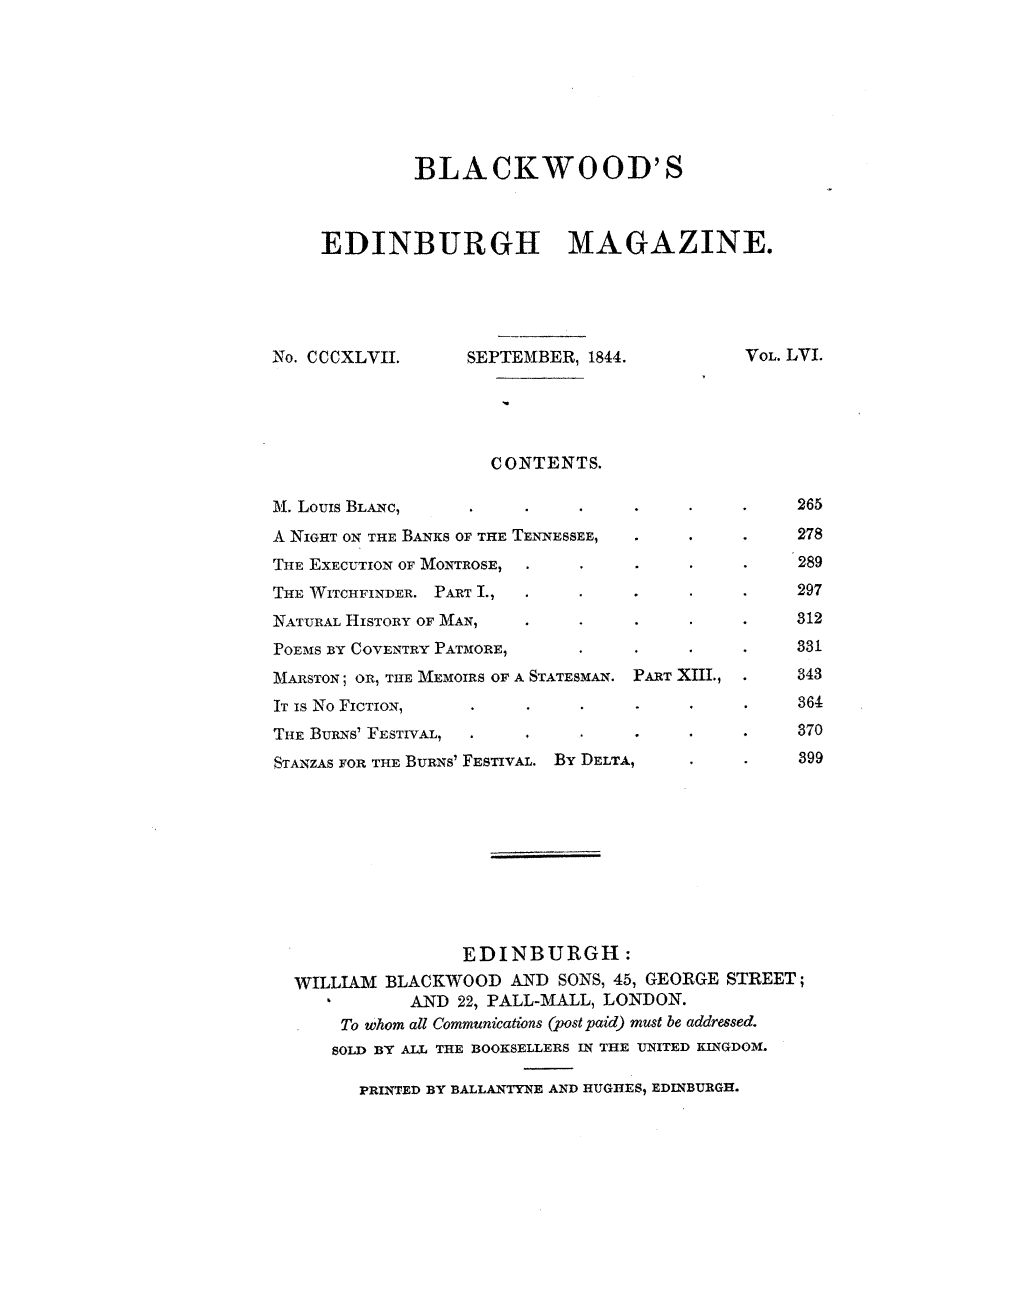 BLACKWOOD'S
EDINBURGH MAGAZINE.
No. CCCXLVII. SEPTEMBER, 1844. VOL. LVI.
CONTENTS.
M. LOUIS BLANC, . . . . . . 265
A NIGHT ON THE BANKS OF THE TENNESSEE, . . . 278
THE EXECUTION OF MONTROSE, . . . . . 289
THE WITCHFINDER. PART I., . . . . . 297
NATURAL HISTORY OF MAN, . . . . . 312
POEMS BY COVENTRY PATMORE, . . . . 331
MARSTON; OR, THE MEMOIRS OF A STATESMAN. PART XIII., . 343
IT IS NO FICTION, . . . . . . 364
THE BURNS' FESTIVAL, . . . . . . 370
STANZAS FOR THE BURNS' FESTIVAL. BY DELTA, . . 399
EDINBURGH:
WILLIAM BLACKWOOD AND SONS, 45, GEORGE STREET;
AND 22, PALL-MALL, LONDON.
To whom all Communications (post paid) must be addressed.
SOLD BY ALL THE BOOKSELLERS IN THE UNITED KINGDOM.
PRINTED BY BALLANTYNE AND HUGHES, EDINBURGH.